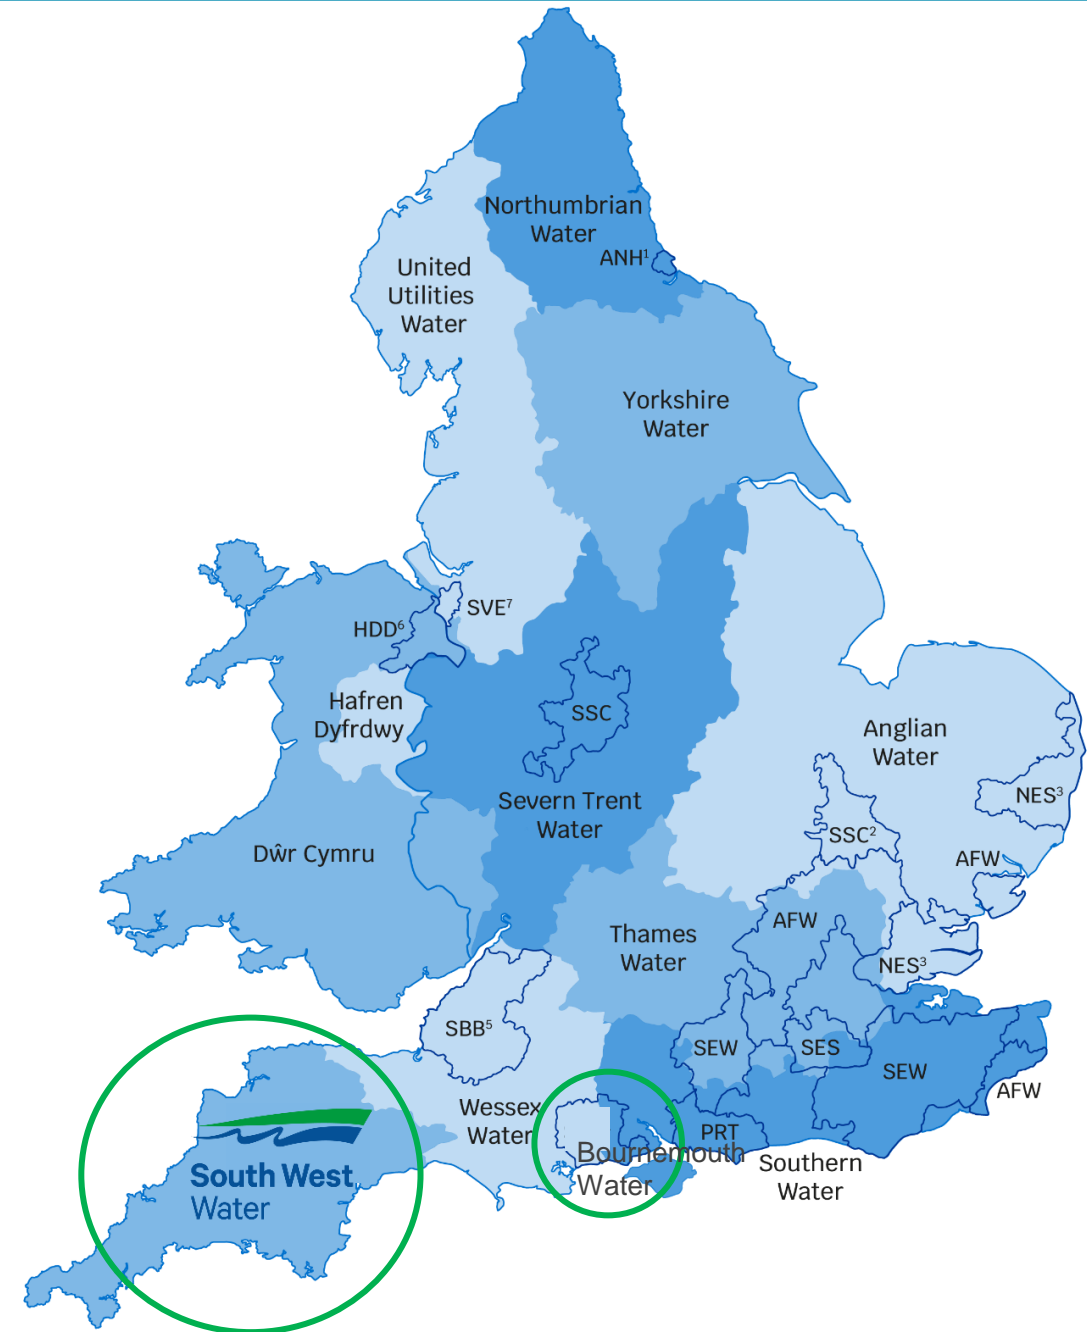 Northumbrian
Water
ANH¹
United
Utilities
Water
Yorkshire
Water
SVE⁷
HDD⁶
Hafren
Dyfrdwy
SSC
Anglian
Water
NES³
Severn Trent
Water
SSC²
Dŵr Cymru
AFW
AFW
Thames
Water
NES³
SBB⁵
SEW
SES
SEW
AFW
Wessex
Water
PRT
Bournemouth
Water
Southern
Water
South West
Water